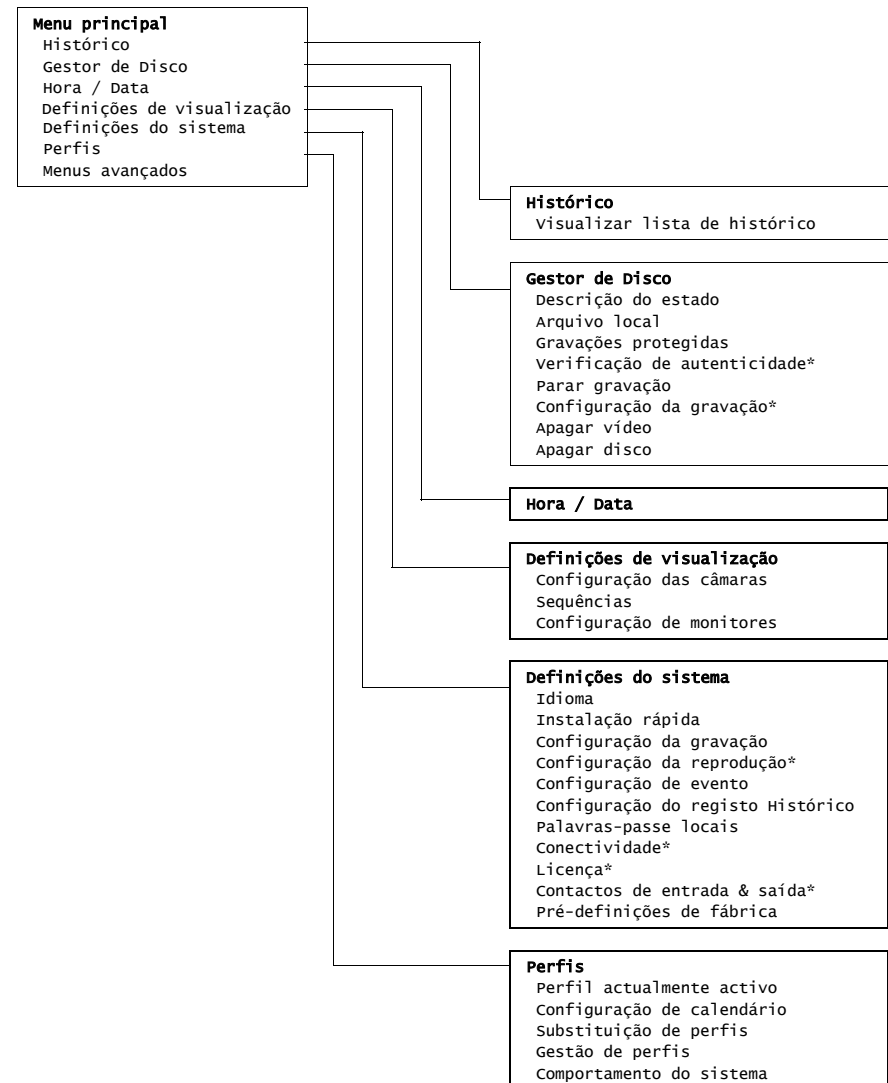 Menu principal
Histórico
Gestor de Disco
Hora / Data
Definições de visualização
Definições do sistema
Perfis
Menus avançados
Histórico
Visualizar lista de histórico
Gestor de Disco
Descrição do estado
Arquivo local
Gravações protegidas
Verificação de autenticidade*
Parar gravação
Configuração da gravação*
Apagar vídeo
Apagar disco
Hora / Data
Definições de visualização
Configuração das câmaras
Sequências
Configuração de monitores
Definições do sistema
Idioma
Instalação rápida
Configuração da gravação
Configuração da reprodução*
Configuração de evento
Configuração do registo Histórico
Palavras-passe locais
Conectividade*
Licença*
Contactos de entrada & saída*
Pré-definições de fábrica
Perfis
Perfil actualmente activo
Configuração de calendário
Substituição de perfis
Gestão de perfis
Comportamento do sistema